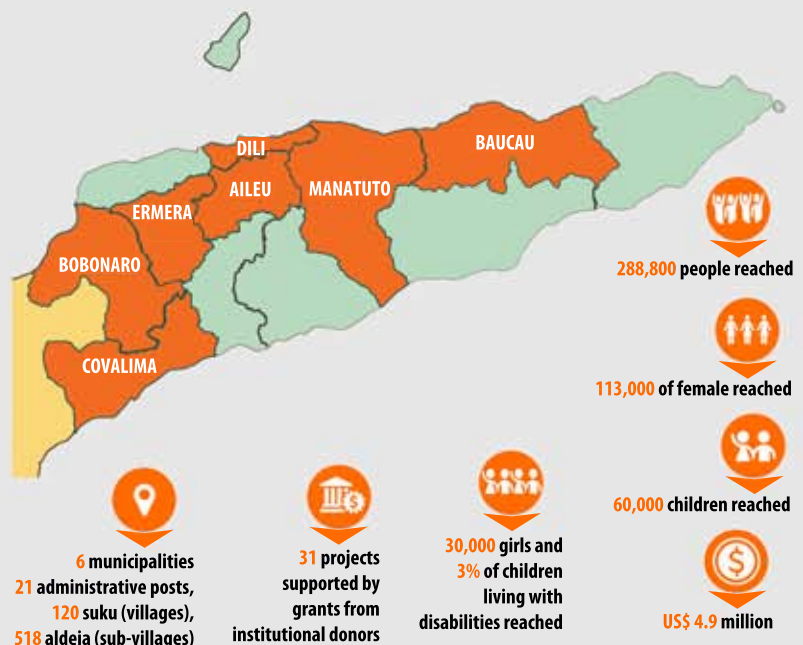 DILI
BAUCAU
AILEU
MANATUTO
ERMERA
BOBONARO
COVALIMA
288,800 people reached
113,000 of female reached
60,000 children reached
US$ 4.9 million
6 municipalities
21 administrative posts,
120 suku (villages),
518 aldeia (sub-villages)
31 projects
supported by
grants from
institutional donors
30,000 girls and
3% of children
living with
disabilities reached